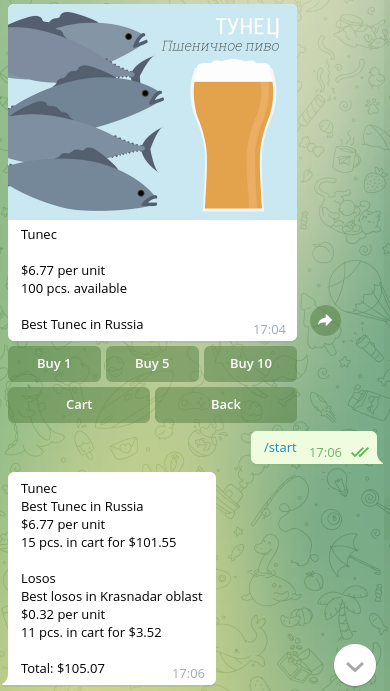 ТУНЕЦ
Пшеничное пиво
Tunec
$6.77 per unit
100 pcs. available
Best Tunec in Russia
17:04
Buy 1
Buy 5
Buy 10
Cart
Back
/start
17:06
Tunec
Best Tunec in Russia
$6.77 per unit
15 pcs. in cart for $101.55
Losos
Best losos in Krasnadar oblast
$0.32 per unit
11 pcs. in cart for $3.52
Total: $105.07
17:06